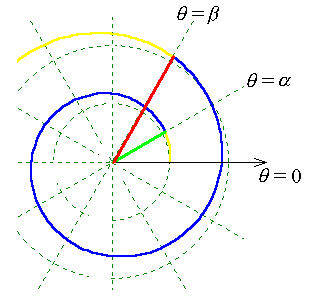 θ = β
θ = α
θ = 0